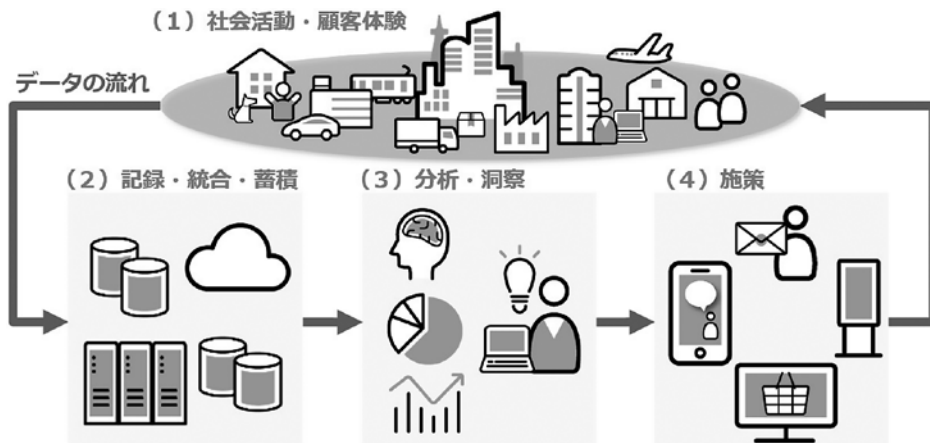 （1）社会活動・顧客体験
データの流れ
（2）記録・統合・蓄積
（3）分析・洞察
（4）施策